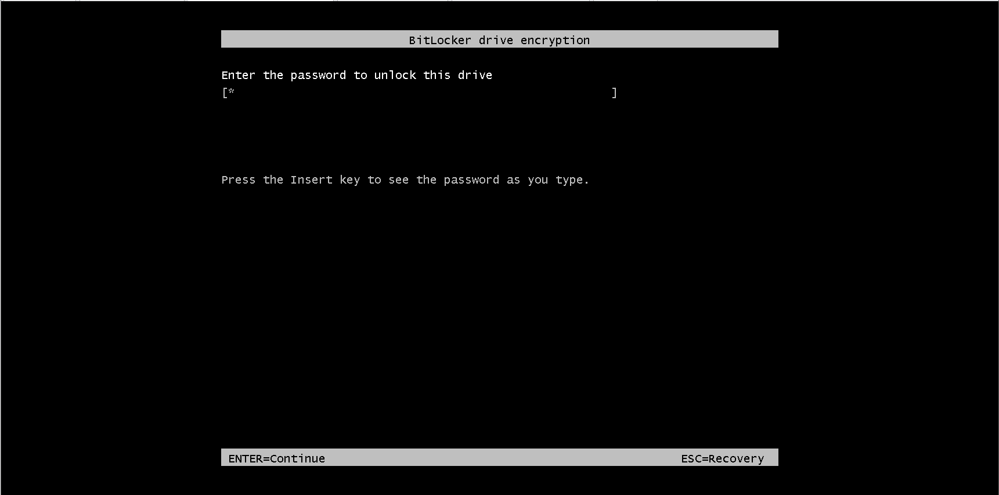 BitLocker drive encryption
Enter the password to unlock this drive
[* ]
Press the Insert key to see the password as you type.
ENTER=Continue ESC=Recovery